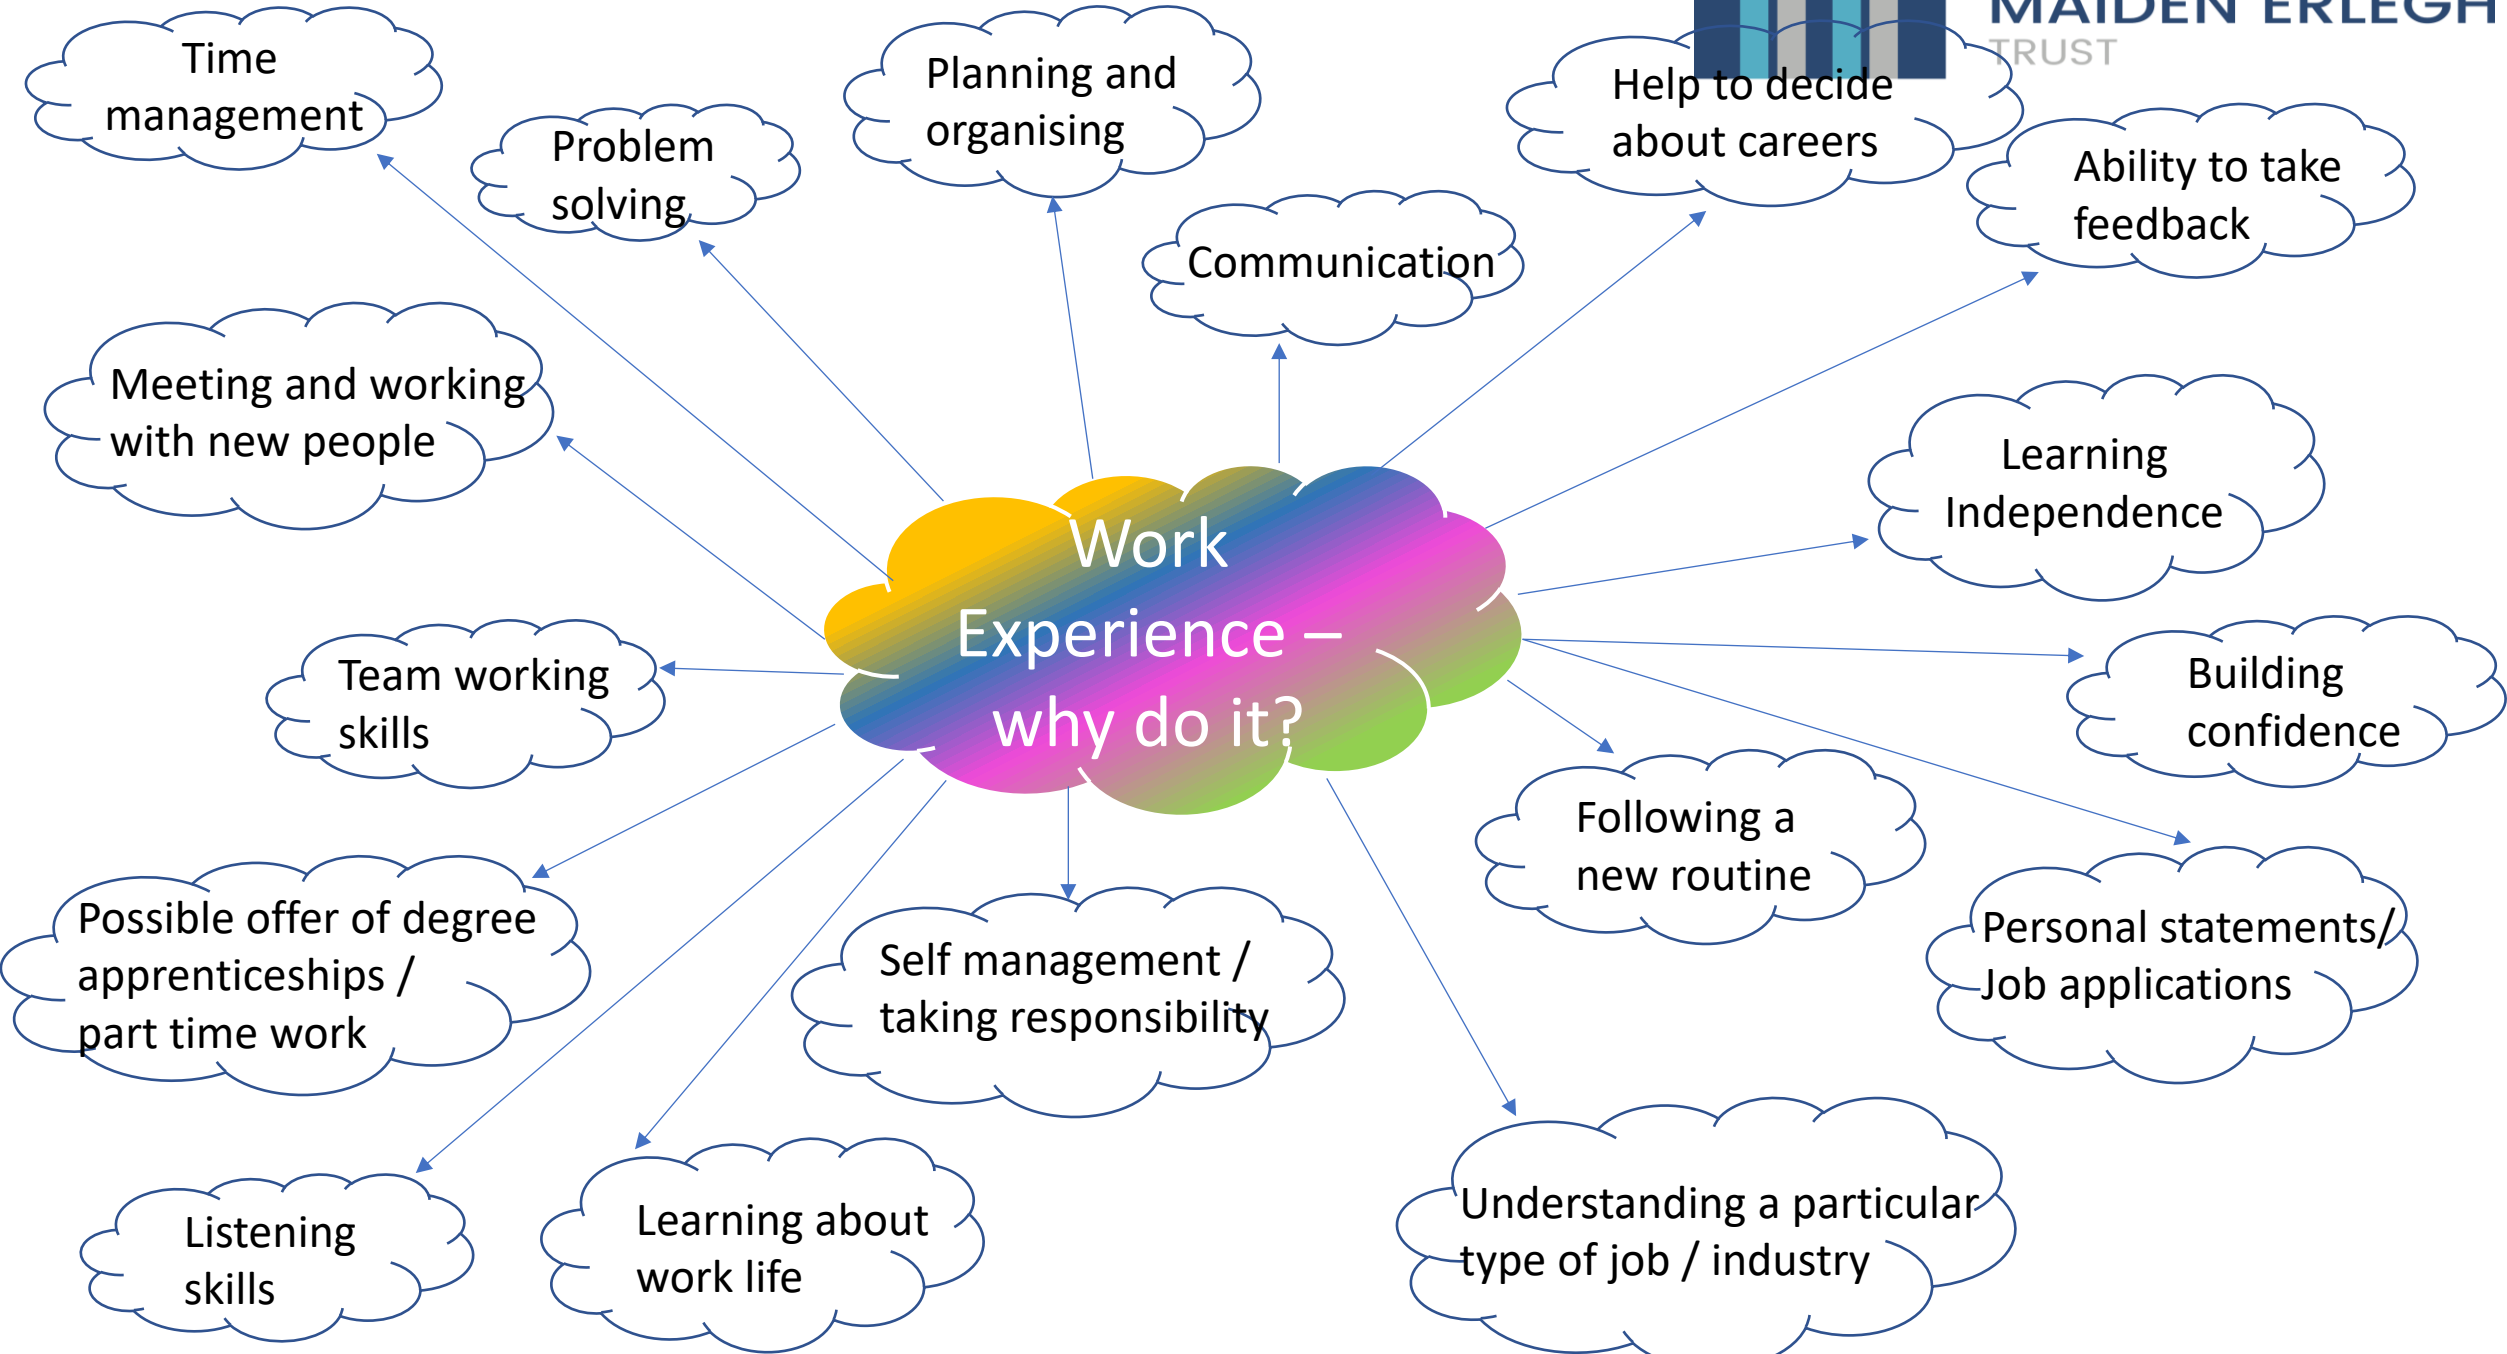 MAIDEN ERLEGH
TRUST
Time
management
Problem
solving
Planning and
organising
Communication
Help to decide
about careers
Ability to take
feedback
Meeting and working
with new people
Learning
Independence
Work
Experience –
why do it?
Team working
skills
Building
confidence
Following a
new routine
Possible offer of degree
apprenticeships /
part time work
Self management /
taking responsibility
Personal statements/
Job applications
Listening
skills
Learning about
work life
Understanding a particular
type of job / industry